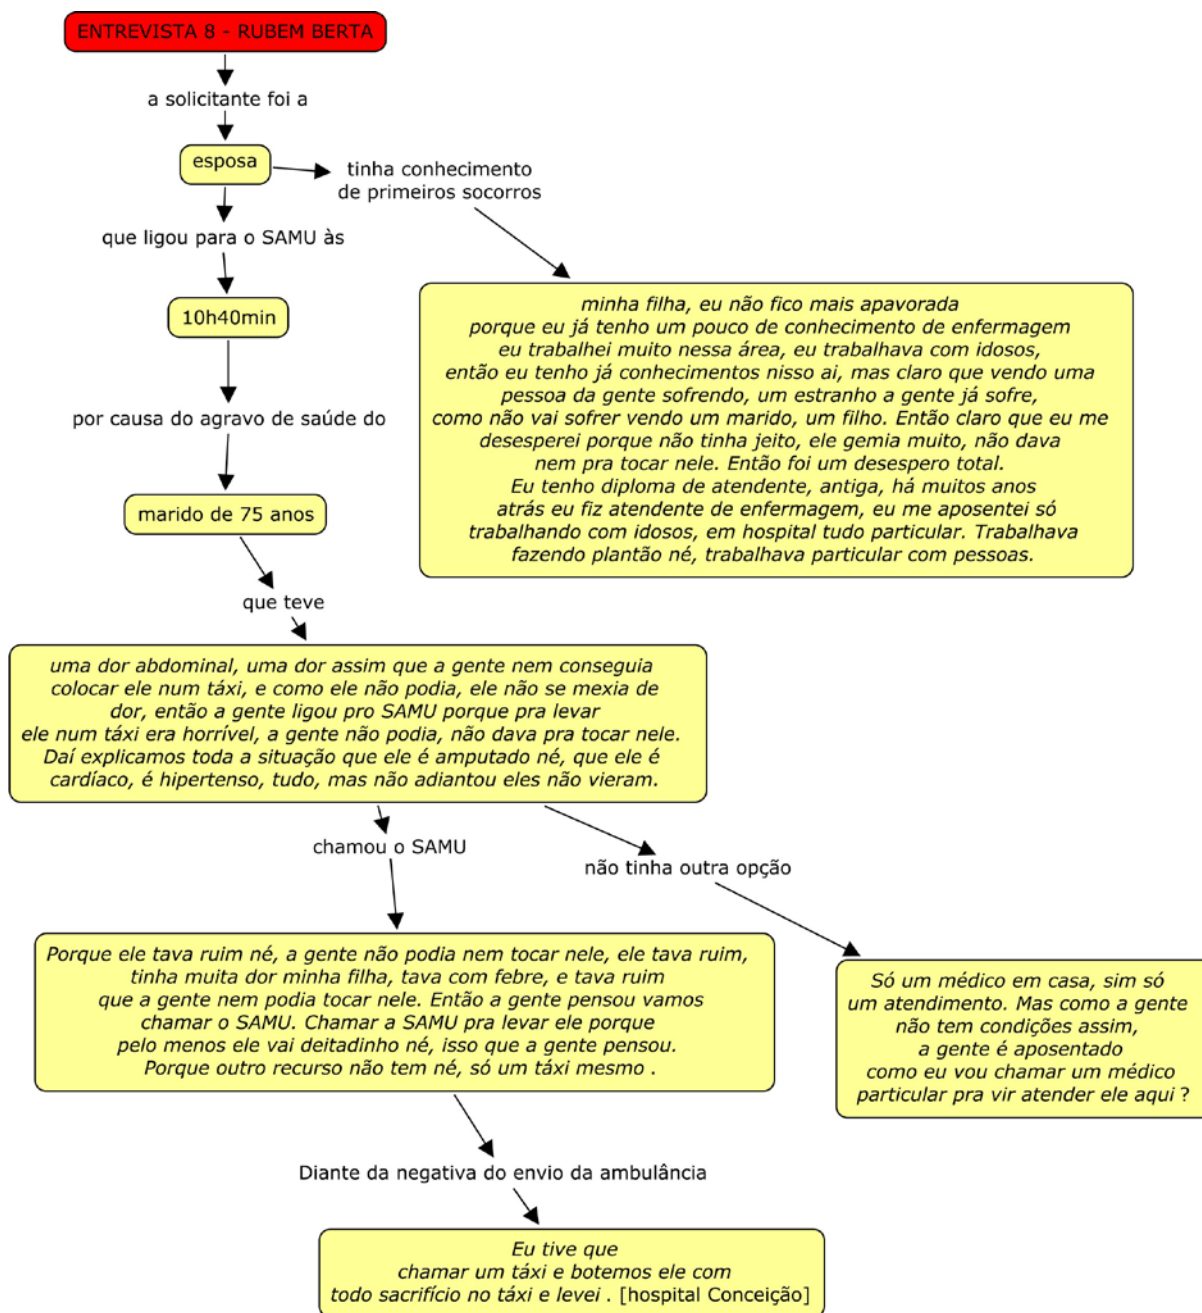 ENTREVISTA 8 - RUBEM BERTA
a solicitante foi a
esposa
tinha conhecimento
de primeiros socorros
que ligou para o SAMU às
10h40min
minha filha, eu não fico mais apavorada
porque eu já tenho um pouco de conhecimento de enfermagem
eu trabalhei muito nessa área, eu trabalhava com idosos,
então eu tenho já conhecimentos nisso ai, mas claro que vendo uma
pessoa da gente sofrendo, um estranho a gente já sofre,
como não vai sofrer vendo um marido, um filho. Então claro que eu me
desesperei porque não tinha jeito, ele gemia muito, não dava
nem pra tocar nele. Então foi um desespero total.
Eu tenho diploma de atendente, antiga, há muitos anos
atrás eu fiz atendente de enfermagem, eu me aposentei só
trabalhando com idosos, em hospital tudo particular. Trabalhava
fazendo plantão né, trabalhava particular com pessoas.
por causa do agravo de saúde do
marido de 75 anos
que teve
uma dor abdominal, uma dor assim que a gente nem conseguia
colocar ele num táxi, e como ele não podia, ele não se mexia de
dor, então a gente ligou pro SAMU porque pra levar
ele num táxi era horrível, a gente não podia, não dava pra tocar nele.
Daí explicamos toda a situação que ele é amputado né, que ele é
cardíaco, é hipertenso, tudo, mas não adiantou eles não vieram.
chamou o SAMU
não tinha outra opção
Porque ele tava ruim né, a gente não podia nem tocar nele, ele tava ruim,
tinha muita dor minha filha, tava com febre, e tava ruim
que a gente nem podia tocar nele. Então a gente pensou vamos
chamar o SAMU. Chamar a SAMU pra levar ele porque
pelo menos ele vai deitadinho né, isso que a gente pensou.
Porque outro recurso não tem né, só um táxi mesmo .
Só um médico em casa, sim só
um atendimento. Mas como a gente
não tem condições assim,
a gente é aposentado
como eu vou chamar um médico
particular pra vir atender ele aqui ?
Diante da negativa do envio da ambulância
Eu tive que
chamar um táxi e botemos ele com
todo sacrifício no táxi e levei . [hospital Conceição]